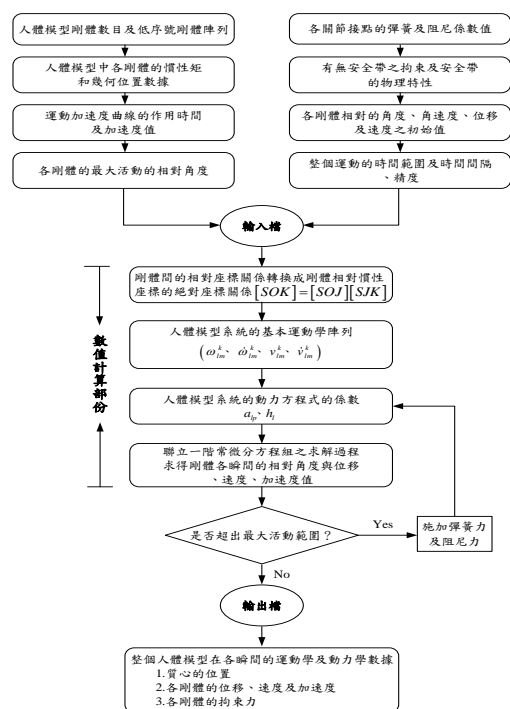 人體模型剛體數目及低序號剛體陣列
人體模型中各剛體的慣性矩
和幾何位置數據
運動加速度曲線的作用時間
及加速度值
各剛體的最大活動的相對角度
各關節接點的彈簧及阻尼係數值
有無安全帶之拘束及安全帶
的物理特性
各剛體相對的角度、角速度、位移
及速度之初始值
整個運動的時間範圍及時間間隔
、精度
輸入檔
數值計算部份
剛體間的相對座標關係轉換成剛體相對慣性
座標的絕對座標關係[SOK]=[SOJ][SJK]
人體模型系統的基本運動學陣列
(ω^k_{lm}、ω̇^k_{lm}、v^k_{lm}、v̇^k_{lm})
人體模型系統的動力方程式的係數
a_{lp}、h_l
聯立一階常微分方程組之求解過程
求得剛體各瞬間的相對角度與位移
、速度、加速度值
是否超出最大活動範圍？
Yes
施加彈簧力
及阻尼力
No
輸出檔
整個人體模型在各瞬間的運動學及動力學數據
1.質心的位置
2.各剛體的位移、速度及加速度
3.各剛體的拘束力